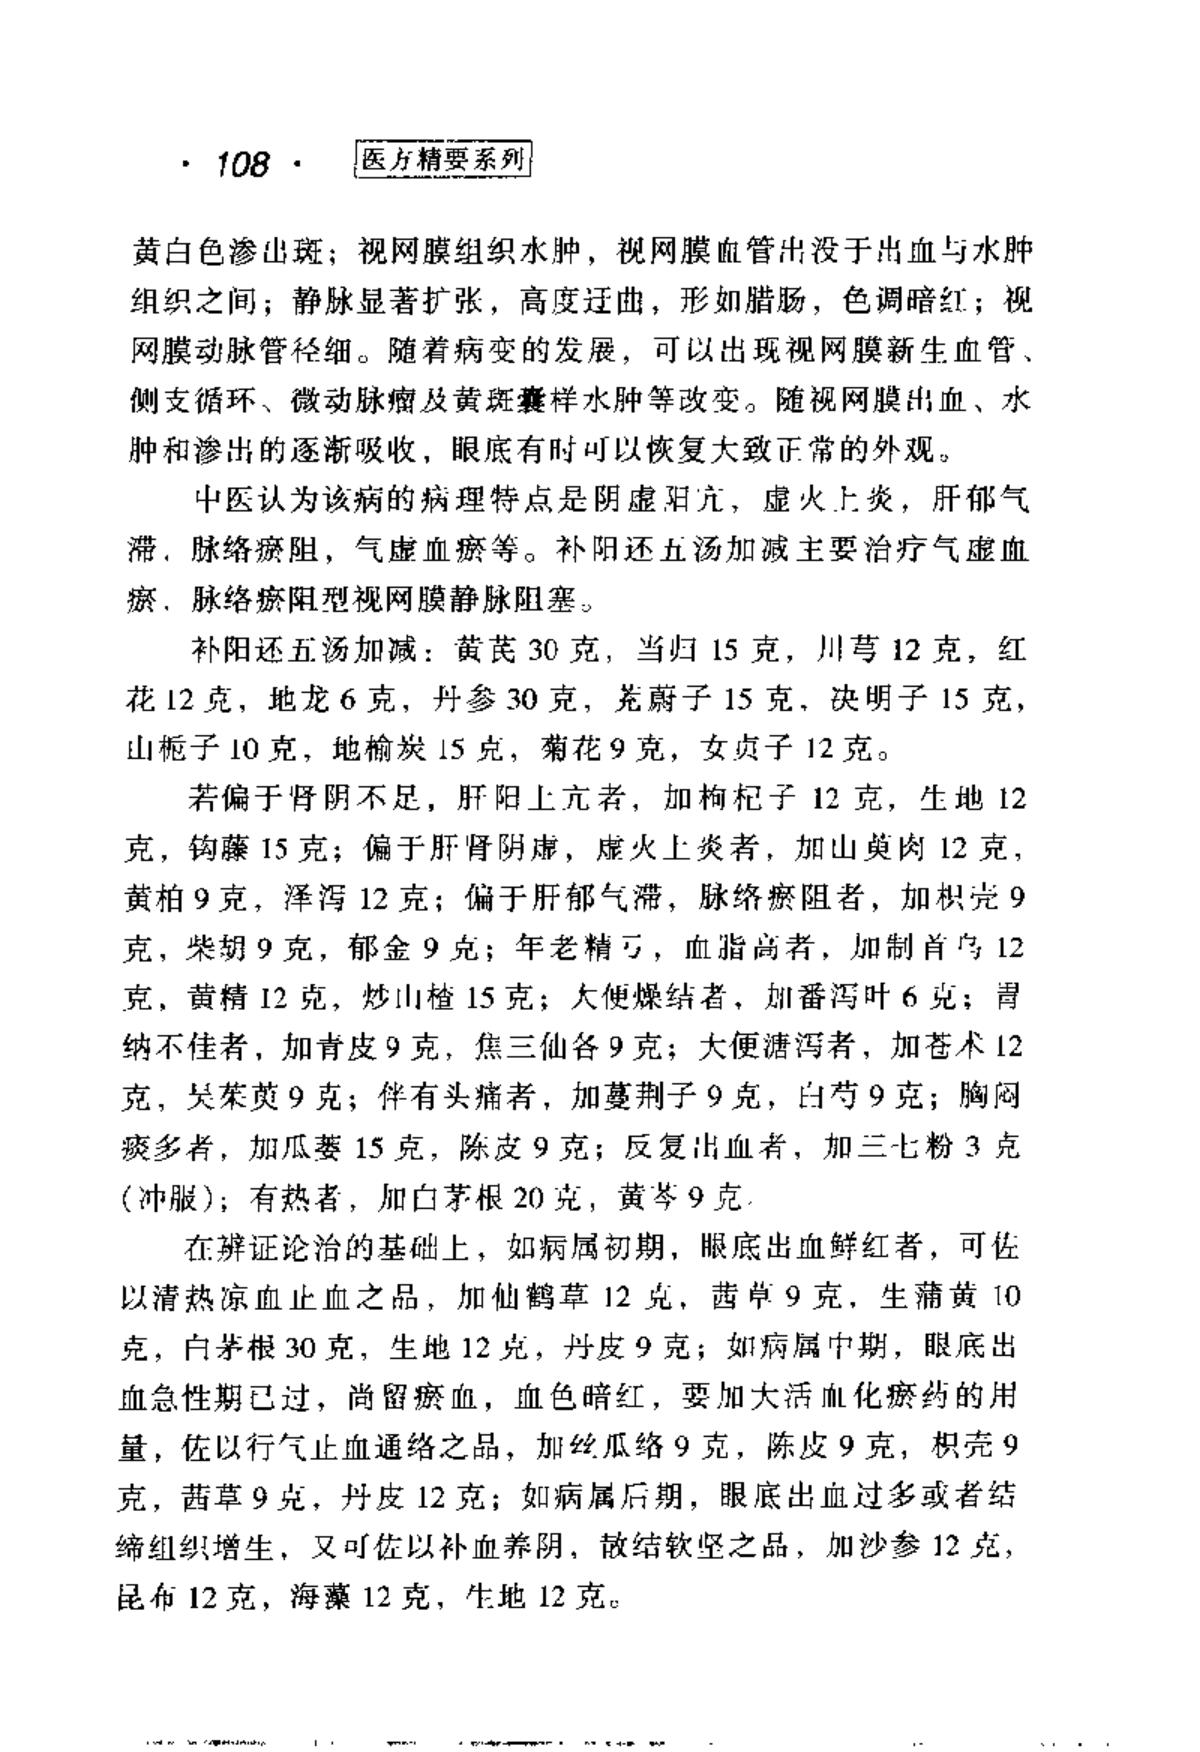 · 108 · 医方精要系列
黄白色渗出斑；视网膜组织水肿，视网膜血管出没于出血与水肿
组织之间；静脉显著扩张，高度迂曲，形如腊肠，色调暗红；视
网膜动脉管径细。随着病变的发展，可以出现视网膜新生血管、
侧支循环、微动脉瘤及黄斑囊样水肿等改变。随视网膜出血、水
肿和渗出的逐渐吸收，眼底有时可以恢复大致正常的外观。
中医认为该病的病理特点是阴虚阳亢，虚火上炎，肝郁气
滞，脉络瘀阻，气虚血瘀等。补阳还五汤加减主要治疗气虚血
瘀，脉络瘀阻型视网膜静脉阻塞。
补阳还五汤加减：黄芪 30 克，当归 15 克，川芎 12 克，红
花 12 克，地龙 6 克，丹参 30 克，茺蔚子 15 克，决明子 15 克，
山栀子 10 克，地榆炭 15 克，菊花 9 克，女贞子 12 克。
若偏于肾阴不足，肝阳上亢者，加枸杞子 12 克，生地 12
克，钩藤 15 克；偏于肝肾阴虚，虚火上炎者，加山萸肉 12 克，
黄柏 9 克，泽泻 12 克；偏于肝郁气滞，脉络瘀阻者，加枳壳 9
克，柴胡 9 克，郁金 9 克；年老精亏，血脂高者，加制首乌 12
克，黄精 12 克，炒山楂 15 克；大便燥结者，加番泻叶 6 克；胃
纳不佳者，加青皮 9 克，焦三仙各 9 克；大便溏泻者，加苍术 12
克，吴茱萸 9 克；伴有头痛者，加蔓荆子 9 克，白芍 9 克；胸闷
痰多者，加瓜蒌 15 克，陈皮 9 克；反复出血者，加三七粉 3 克
（冲服）；有热者，加白茅根 20 克，黄芩 9 克。
在辨证论治的基础上，如病属初期，眼底出血鲜红者，可佐
以清热凉血止血之品，加仙鹤草 12 克，茜草 9 克，生蒲黄 10
克，白茅根 30 克，生地 12 克，丹皮 9 克；如病属中期，眼底出
血急性期已过，尚留瘀血，血色暗红，要加大活血化瘀药的用
量，佐以行气止血通络之品，加丝瓜络 9 克，陈皮 9 克，枳壳 9
克，茜草 9 克，丹皮 12 克；如病属后期，眼底出血过多或者结
缔组织增生，又可佐以补血养阴，散结软坚之品，加沙参 12 克，
昆布 12 克，海藻 12 克，生地 12 克。